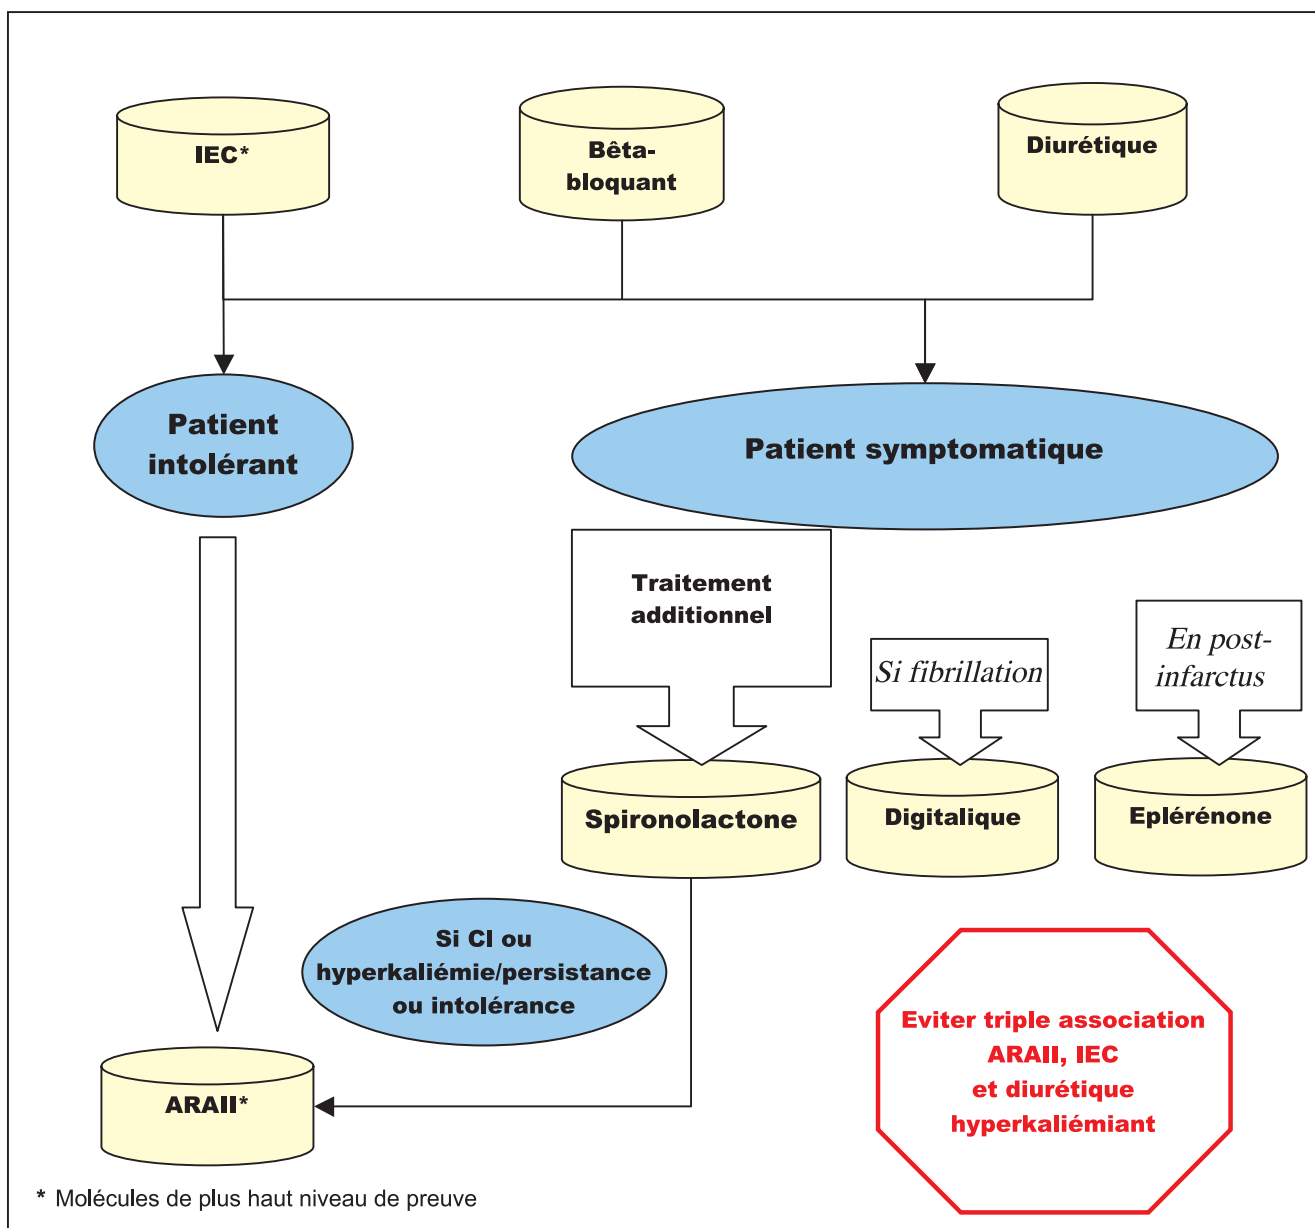 IEC*
Bêta-
bloquant
Diurétique
Patient
intolérant
Patient symptomatique
Traitement
additionnel
Si fibrillation
En post-
infarctus
Spironolactone
Digitalique
Eplérénone
Si CI ou
hyperkaliémie/persistance
ou intolérance
Eviter triple association
ARAII, IEC
et diurétique
hyperkaliémiant
ARAII*
* Molécules de plus haut niveau de preuve